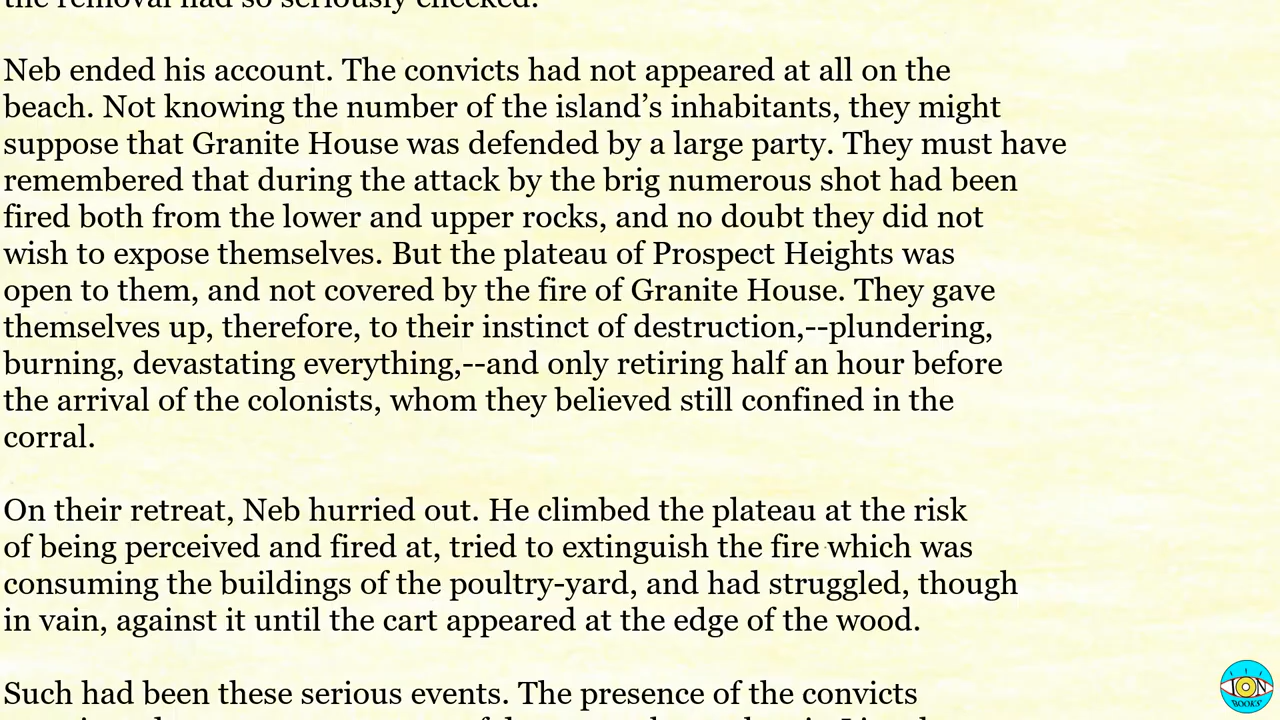 the removal had so seriously checked.
Neb ended his account. The convicts had not appeared at all on the
beach. Not knowing the number of the island’s inhabitants, they might
suppose that Granite House was defended by a large party. They must have
remembered that during the attack by the brig numerous shot had been
fired both from the lower and upper rocks, and no doubt they did not
wish to expose themselves. But the plateau of Prospect Heights was
open to them, and not covered by the fire of Granite House. They gave
themselves up, therefore, to their instinct of destruction,--plundering,
burning, devastating everything,--and only retiring half an hour before
the arrival of the colonists, whom they believed still confined in the
corral.
On their retreat, Neb hurried out. He climbed the plateau at the risk
of being perceived and fired at, tried to extinguish the fire which was
consuming the buildings of the poultry-yard, and had struggled, though
in vain, against it until the cart appeared at the edge of the wood.
Such had been these serious events. The presence of the convicts
ION
BOOKS